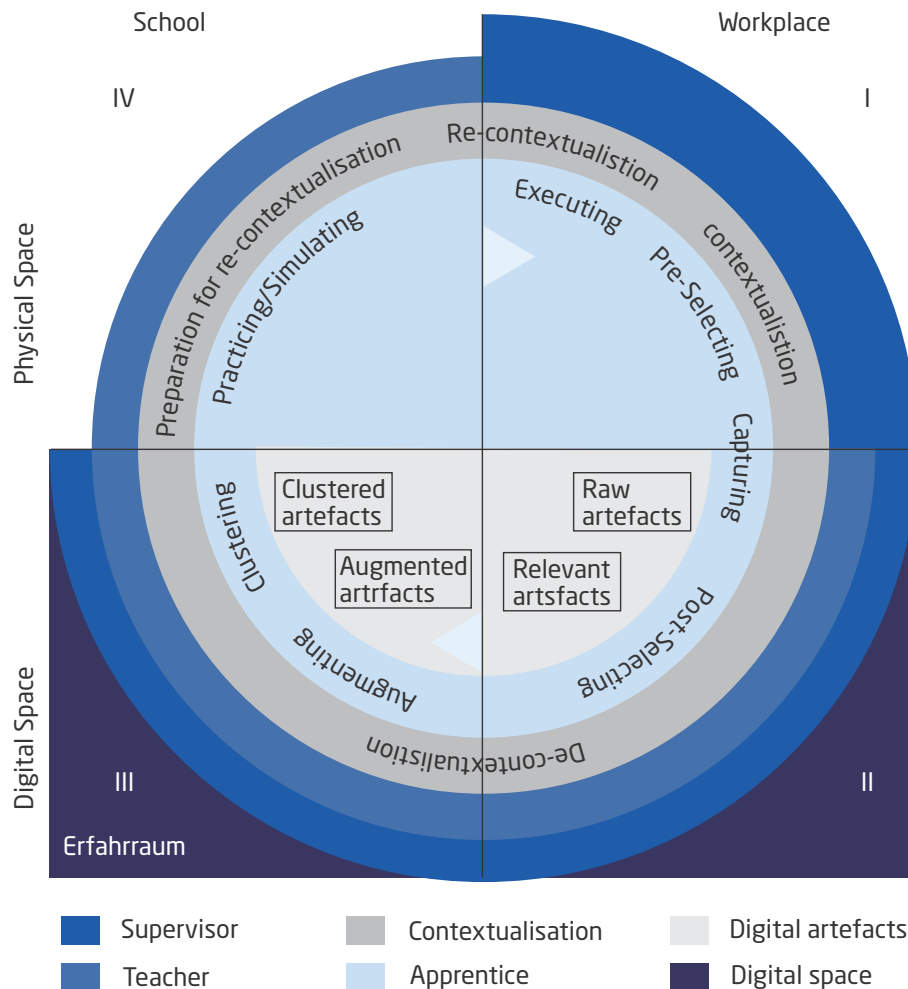 School
Workplace
IV
I
Re-contextualistion
Preparation for re-contextualisation
contextualistion
Executing
Practicing/Simulating
Pre-Selecting
Physical Space
Capturing
Clustered
artefacts
Raw
artefacts
Augmented
artrfacts
Relevant
artsfacts
Clustering
Post-Selecting
Augmenting
De-contextualistion
Digital Space
III
II
Erfahrraum
Supervisor
Contextualisation
Digital artefacts
Teacher
Apprentice
Digital space